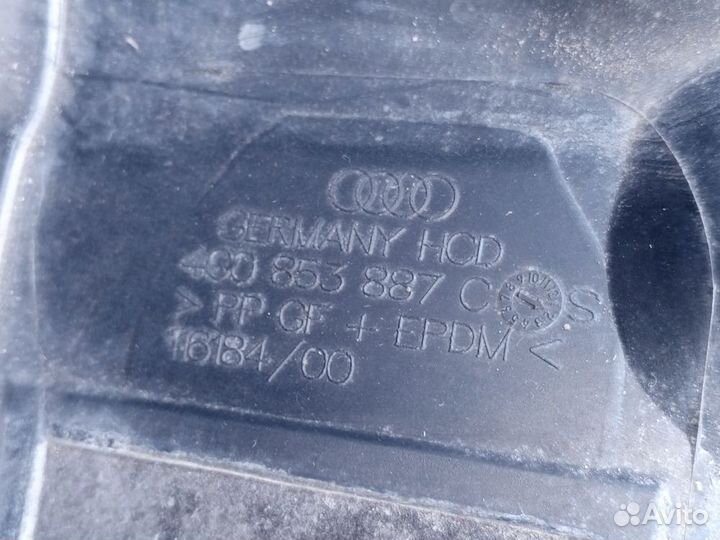 GERMANY HCD
4G0 853 887 C S
> PP GF + EPDM <
16184/00
Avito